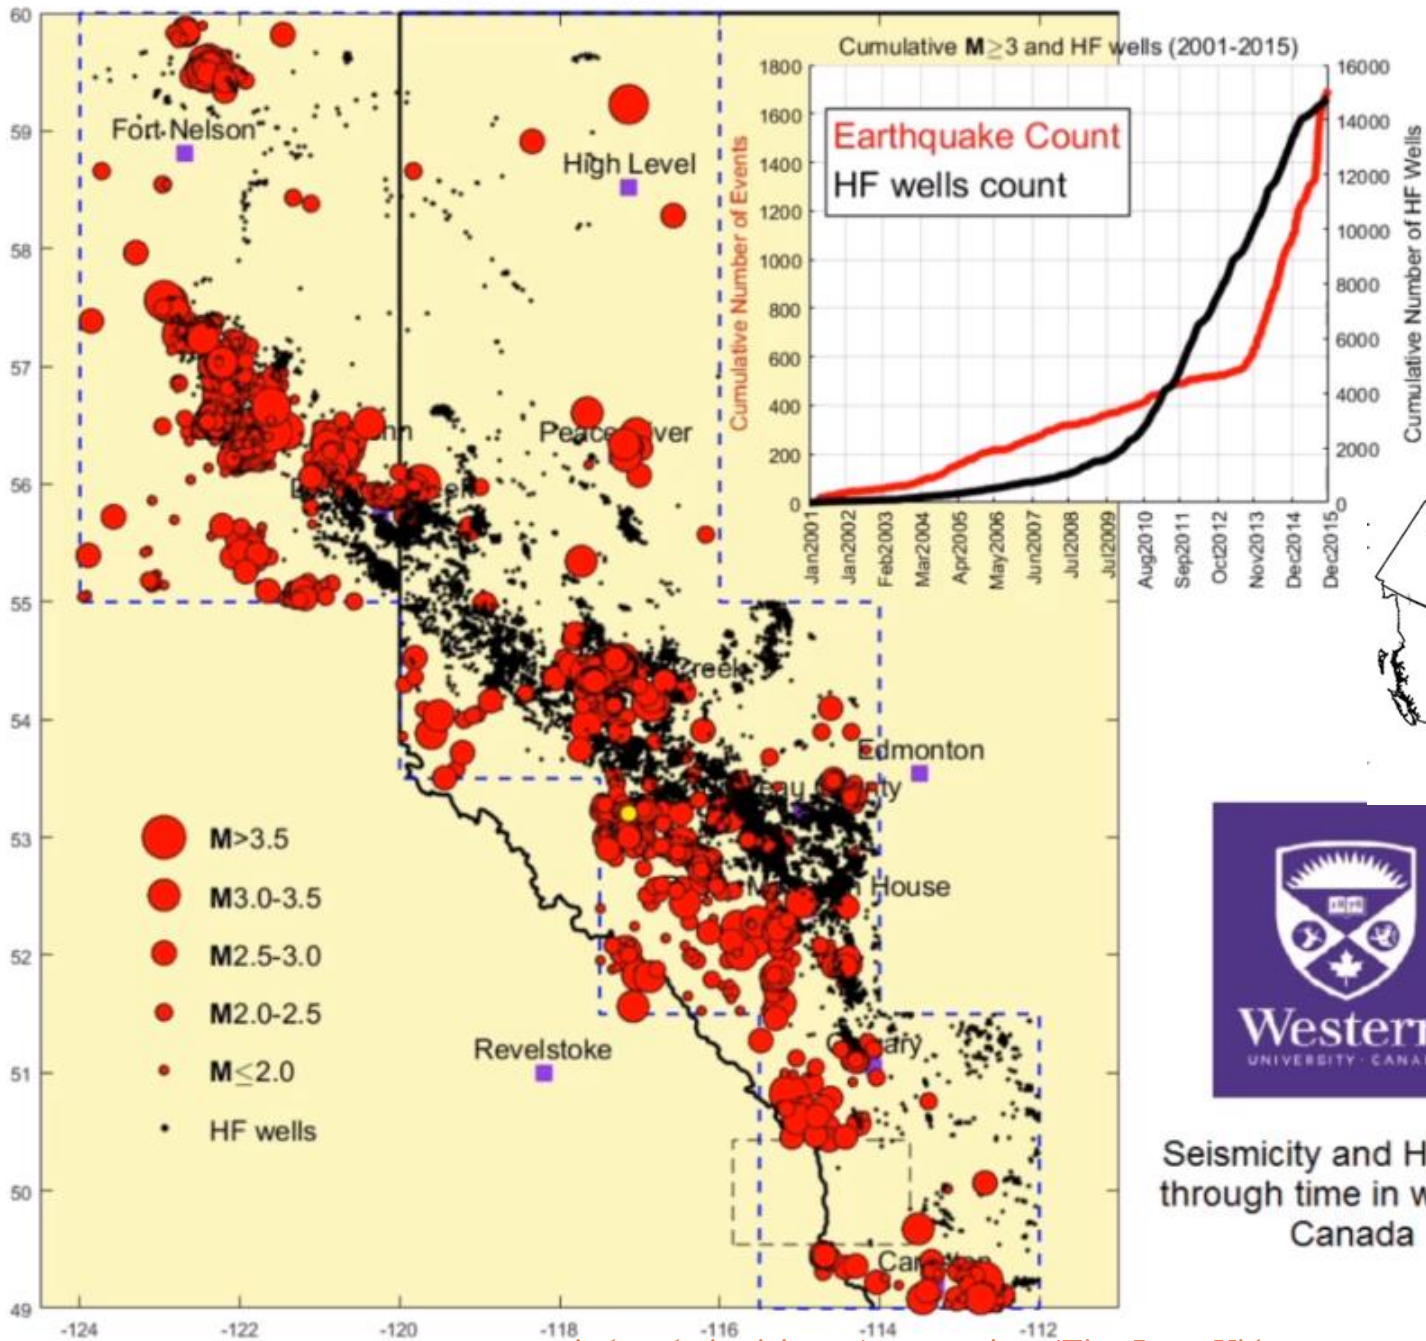 60
59
58
57
56
55
54
53
52
51
50
49
-124
-122
-120
-118
-116
-114
-112
Fort Nelson
High Level
Edmonton
House
Revelstoke
M>3.5
M3.0-3.5
M2.5-3.0
M2.0-2.5
M≤2.0
HF wells
Cumulative M≥3 and HF wells (2001-2015)
Earthquake Count
HF wells count
Cumulative Number of Events
1800
1600
1400
1200
1000
800
600
400
200
0
16000
14000
12000
10000
8000
6000
4000
2000
0
Cumulative Number of HF Wells
Jan2001
Jan2002
Feb2003
Mar2004
Apr2005
May2006
Jun2007
Jul2008
Jul2009
Aug2010
Sep2011
Oct2012
Nov2013
Dec2014
Dec2015
1878
Western
UNIVERSITY · CANA
Seismicity and H
through time in w
Canada